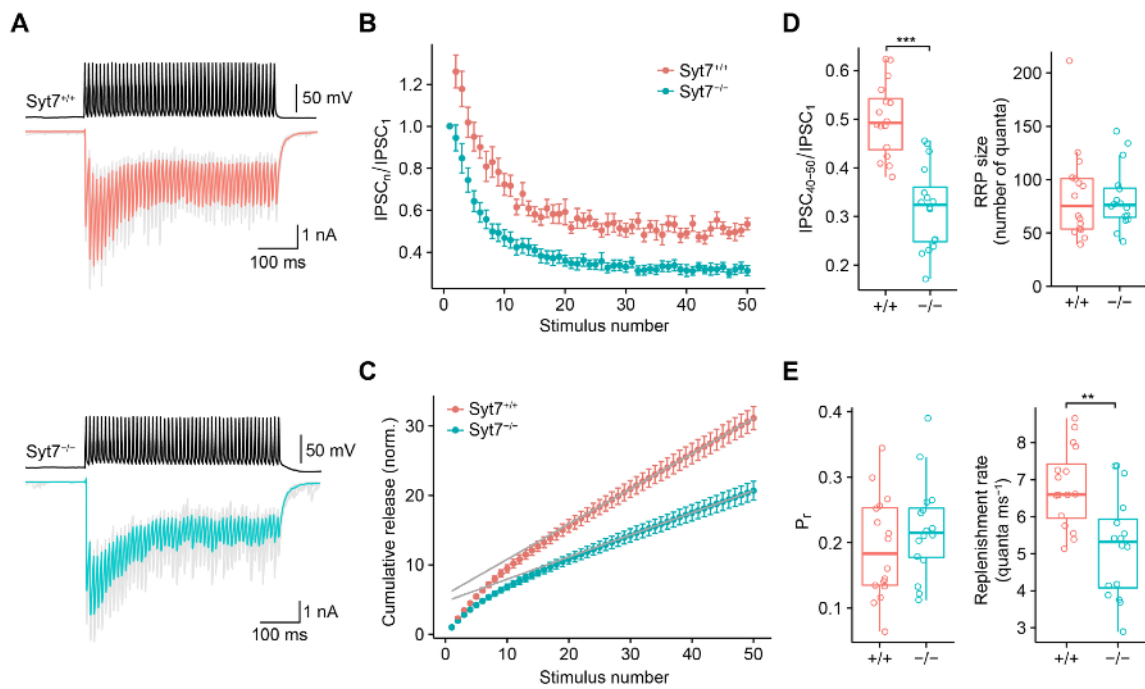 A
Syt7⁺/⁺
50 mV
1 nA
100 ms
Syt7⁻/⁻
50 mV
1 nA
100 ms
B
IPSCₙ/IPSC₁
1.2
1.0
0.8
0.6
0.4
Syt7⁺/⁺
Syt7⁻/⁻
0 10 20 30 40 50
Stimulus number
C
Cumulative release (norm.)
30
20
10
0
Syt7⁺/⁺
Syt7⁻/⁻
0 10 20 30 40 50
Stimulus number
D
IPSC₄₀₋₅₀/IPSC₁
***
0.6
0.5
0.4
0.3
0.2
+/+ −/−
RRP size
(number of quanta)
200
150
100
50
0
+/+ −/−
E
Pᵣ
0.4
0.3
0.2
0.1
+/+ −/−
Replenishment rate
(quanta ms⁻¹)
**
8
7
6
5
4
3
+/+ −/−